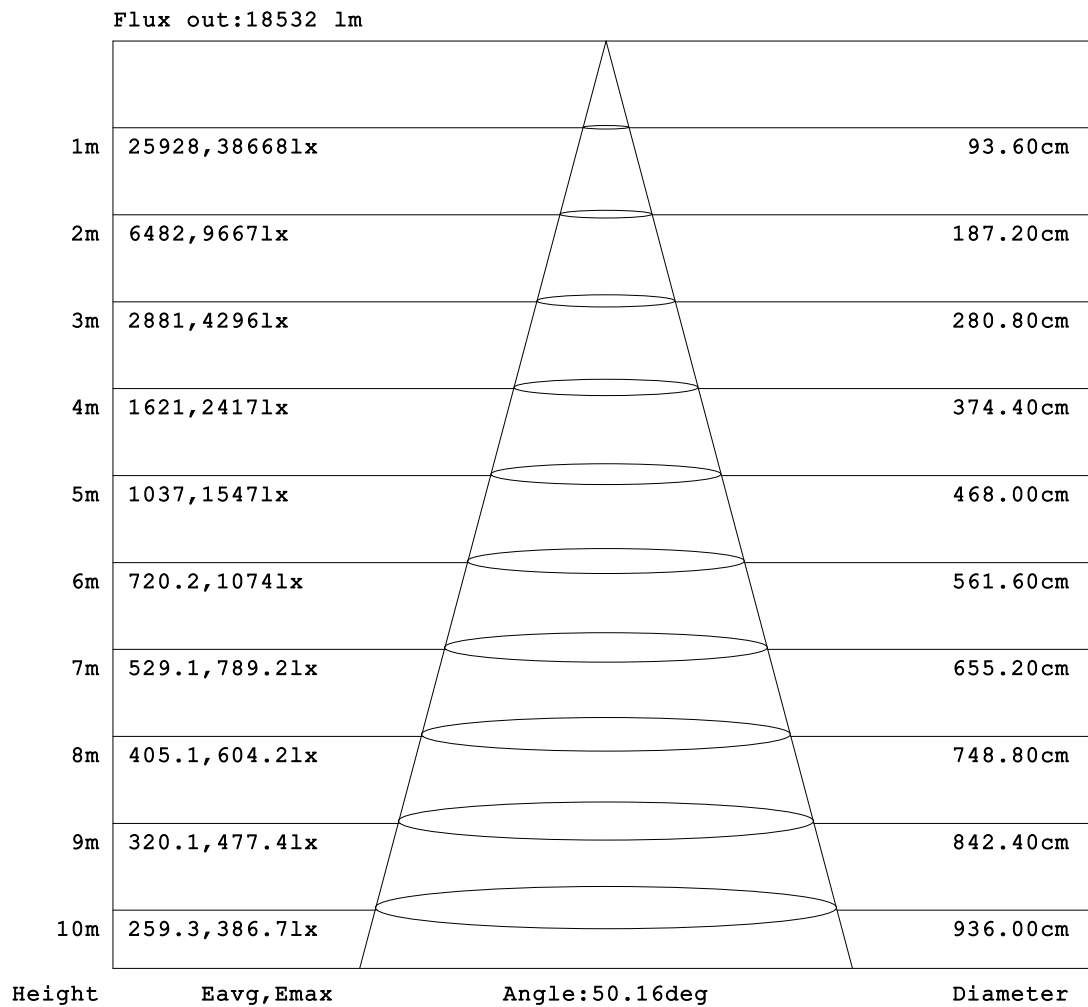 Flux out:18532 lm
1m 25928,38668lx 93.60cm
2m 6482,9667lx 187.20cm
3m 2881,4296lx 280.80cm
4m 1621,2417lx 374.40cm
5m 1037,1547lx 468.00cm
6m 720.2,1074lx 561.60cm
7m 529.1,789.2lx 655.20cm
8m 405.1,604.2lx 748.80cm
9m 320.1,477.4lx 842.40cm
10m 259.3,386.7lx 936.00cm
Height Eavg,Emax Angle:50.16deg Diameter